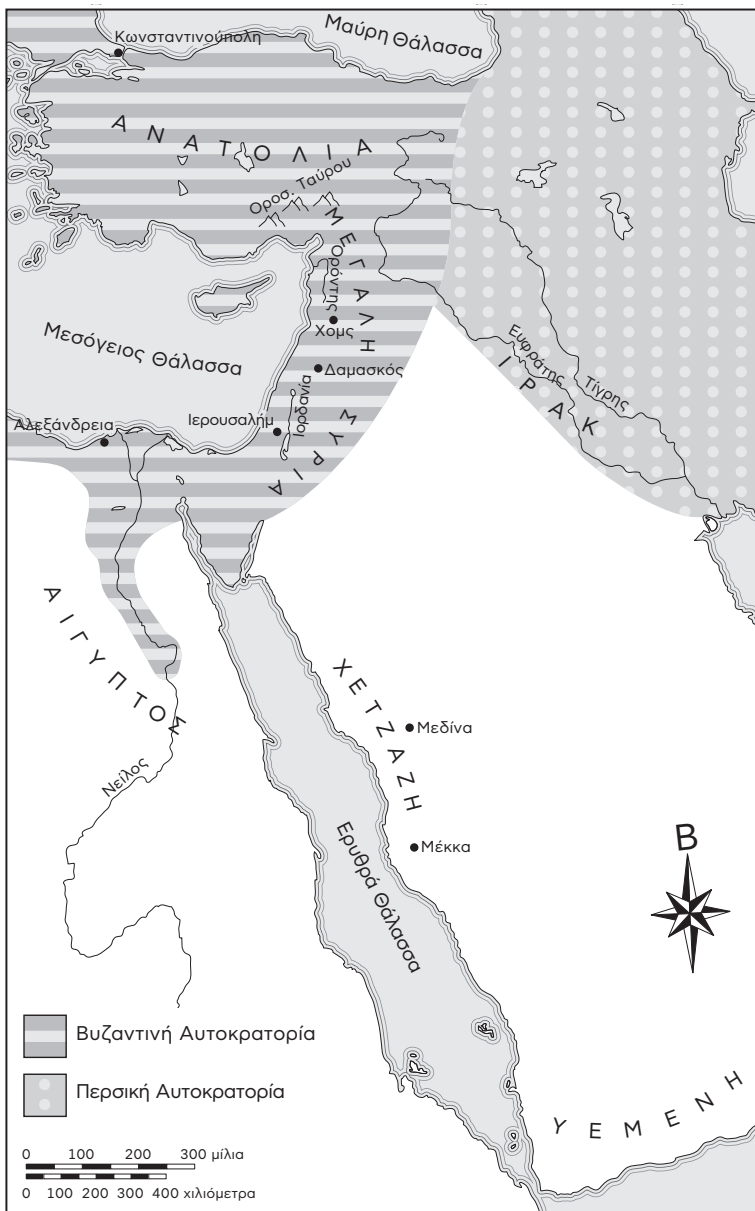 Κωνσταντινούπολη
Μαύρη Θάλασσα
ΑΝΑΤΟΛΙΑ
Οροσ. Ταύρου
ΜΕΓΑΛΗ
ΣΥΡΙΑ
Ορόντης
Χομς
Μεσόγειος Θάλασσα
Δαμασκός
Ευφράτης
Τίγρης
ΙΡΑΚ
Αλεξάνδρεια
Ιερουσαλήμ
Ιορδανία
ΑΙΓΥΠΤΟΣ
Νείλος
ΧΕΤΖΑΖΗ
Μεδίνα
Μέκκα
Ερυθρά Θάλασσα
Β
Βυζαντινή Αυτοκρατορία
Περσική Αυτοκρατορία
ΥΕΜΕΝΗ
0 100 200 300 μίλια
0 100 200 300 400 χιλιόμετρα